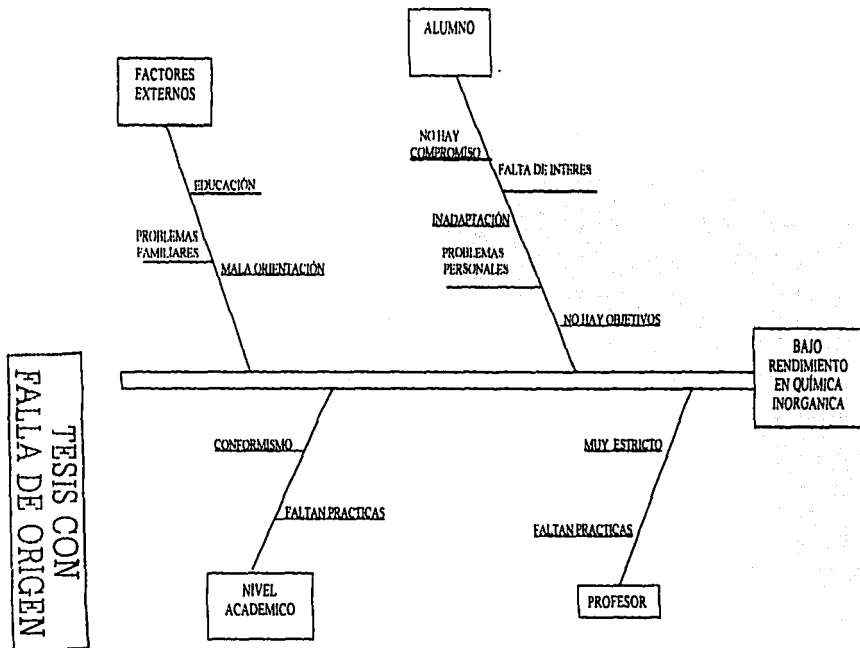 ALUMNO
FACTORES
EXTERNOS
NO HAY
COMPROMISO
FALTA DE INTERES
EDUCACIÓN
INADAPTACIÓN
PROBLEMAS
FAMILIARES
MALA ORIENTACIÓN
PROBLEMAS
PERSONALES
NO HAY OBJETIVOS
BAJO
RENDIMIENTO
EN QUÍMICA
INORGANICA
CONFORMISMO
MUY ESTRICTO
FALTAN PRACTICAS
FALTAN PRACTICAS
NIVEL
ACADEMICO
PROFESOR
TESIS CON
FALLA DE ORIGEN